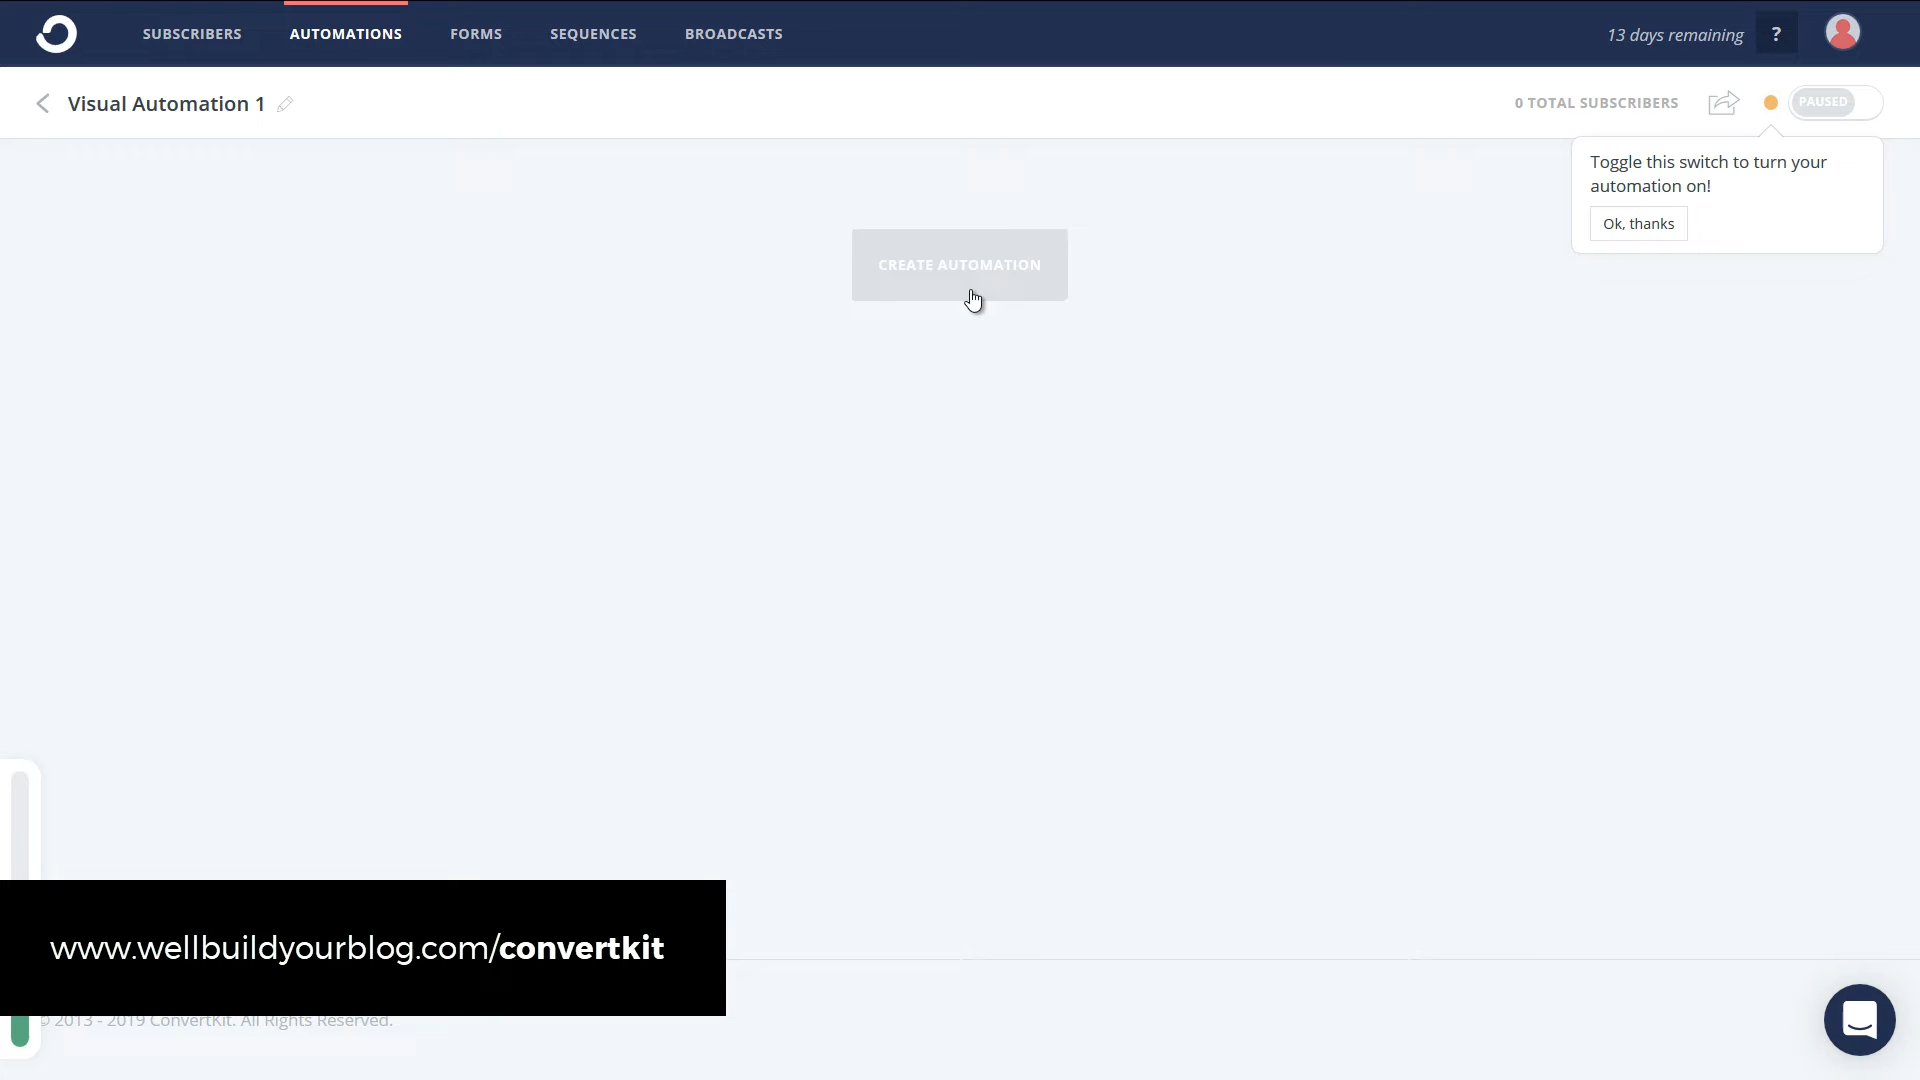 SUBSCRIBERS AUTOMATIONS FORMS SEQUENCES BROADCASTS 13 days remaining ?
Visual Automation 1 0 TOTAL SUBSCRIBERS PAUSED
Toggle this switch to turn your
automation on!
Ok, thanks
CREATE AUTOMATION
www.wellbuildyourblog.com/convertkit
© 2013 - 2019 ConvertKit. All Rights Reserved.